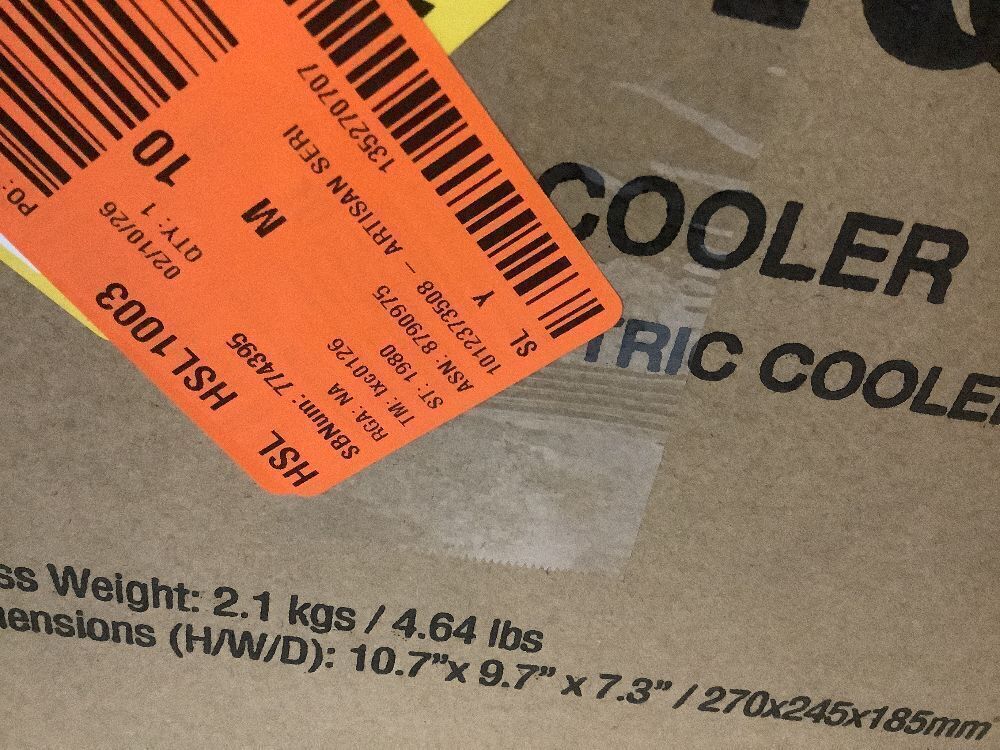 COOLER
TRIC COOLE
ss Weight: 2.1 kgs / 4.64 lbs
ensions (H/W/D): 10.7”x 9.7” x 7.3” / 270x245x185mm
135270707
1012373508 – ARTISAN SERI
ASN: 8790975 Y SL
ST: 1980
TM: lxc0126
RGA: NA
SBNum: 774395
HSL
M
10
QTY: 1
02/10/26
HSL1003
PO: